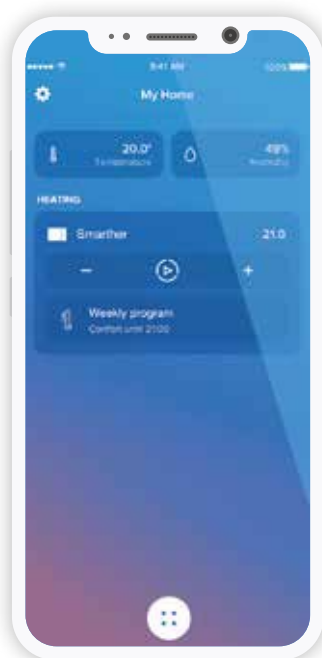 9:41 AM
100%
My Home
20.0°
Temperature
49%
Humidity
HEATING
Smarther
21.0
Weekly program
Comfort until 21:00